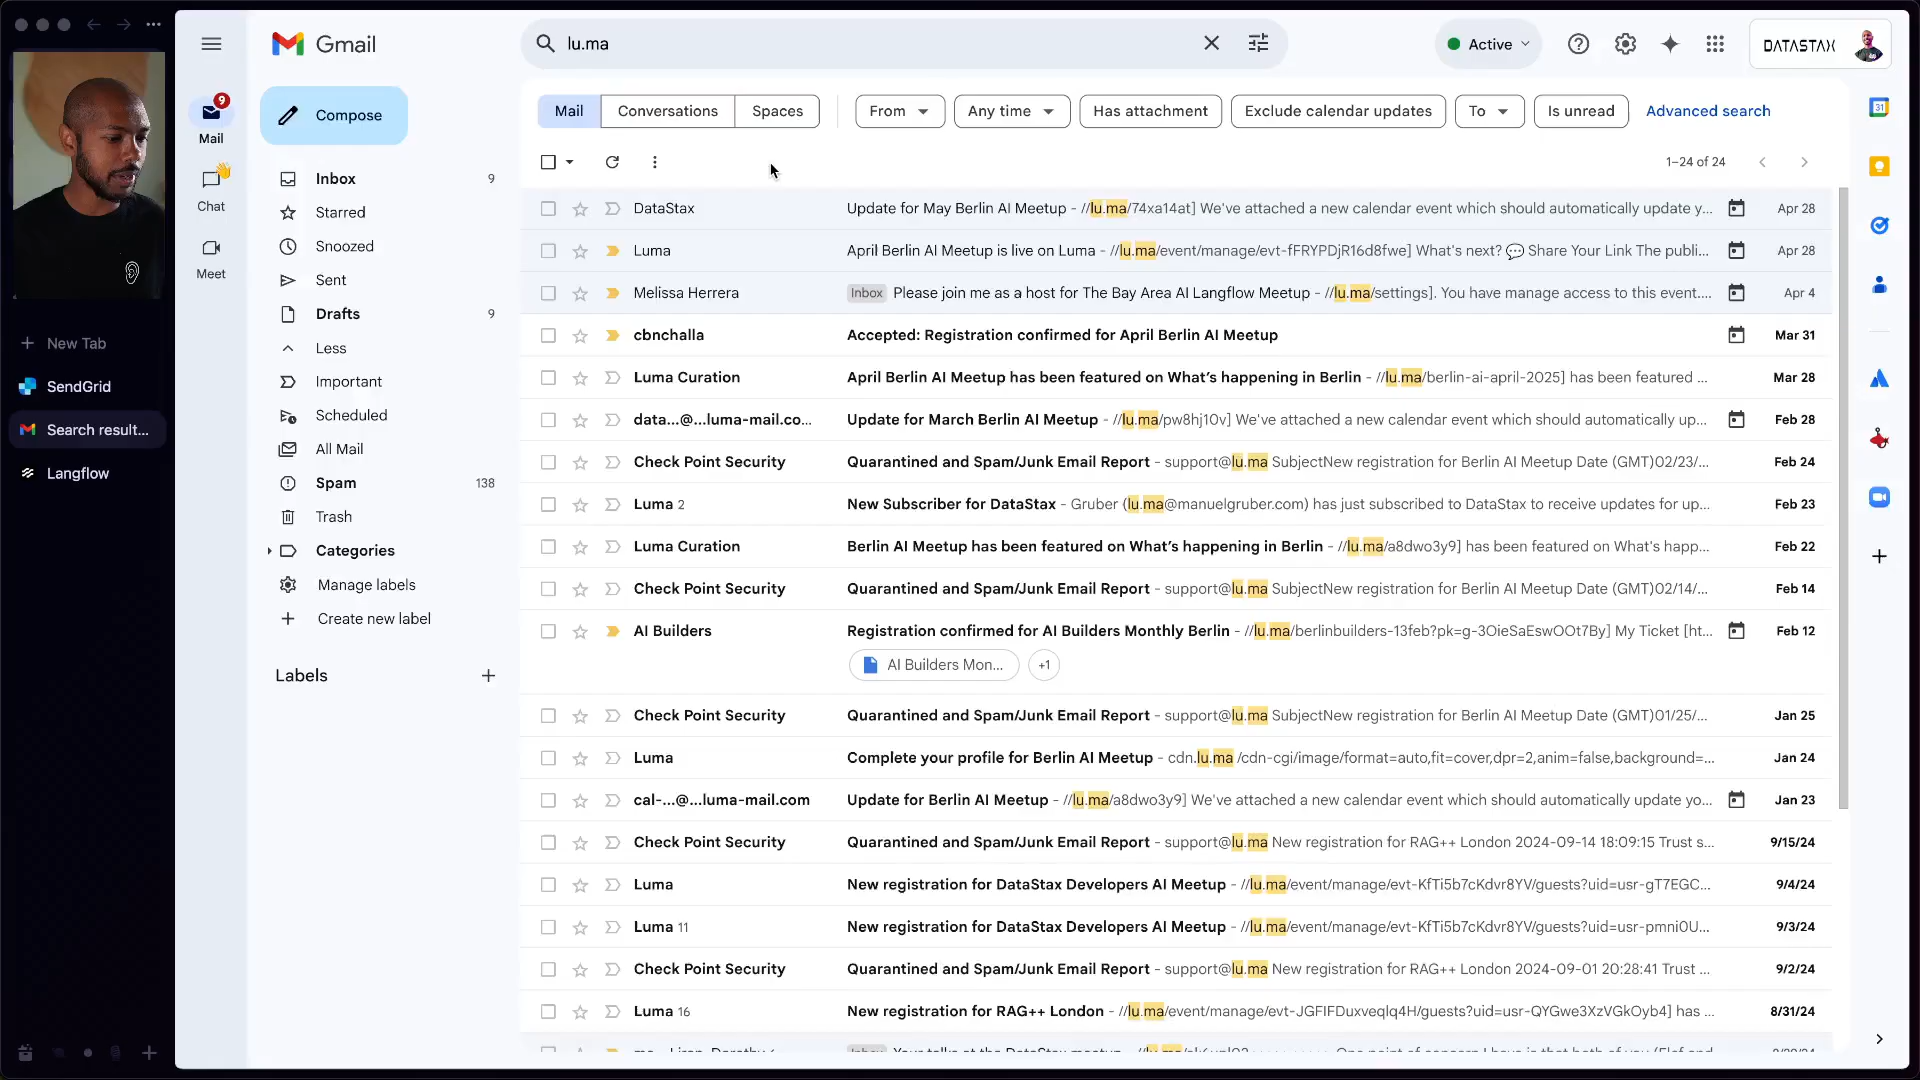 Gmail
lu.ma
Active
DATASTAX
9
Mail
Chat
Meet
31
New Tab
SendGrid
Search result...
Langflow
Compose
Inbox 9
Starred
Snoozed
Sent
Drafts 9
Less
Important
Scheduled
All Mail
Spam 138
Trash
Categories
Manage labels
Create new label
Labels
Mail Conversations Spaces From Any time Has attachment Exclude calendar updates To Is unread Advanced search
1–24 of 24
DataStax Update for May Berlin AI Meetup - //lu.ma/74xa14at] We've attached a new calendar event which should automatically update y... Apr 28
Luma April Berlin AI Meetup is live on Luma - //lu.ma/event/manage/evt-fFRYPDjR16d8fwe] What's next? 💬 Share Your Link The publi... Apr 28
Melissa Herrera Inbox Please join me as a host for The Bay Area AI Langflow Meetup - //lu.ma/settings]. You have manage access to this event.... Apr 4
cbnchalla Accepted: Registration confirmed for April Berlin AI Meetup Mar 31
Luma Curation April Berlin AI Meetup has been featured on What’s happening in Berlin - //lu.ma/berlin-ai-april-2025] has been featured ... Mar 28
data...@...luma-mail.co... Update for March Berlin AI Meetup - //lu.ma/pw8hj10v] We've attached a new calendar event which should automatically up... Feb 28
Check Point Security Quarantined and Spam/Junk Email Report - support@lu.ma SubjectNew registration for Berlin AI Meetup Date (GMT)02/23/... Feb 24
Luma 2 New Subscriber for DataStax - Gruber (lu.ma@manuelgruber.com) has just subscribed to DataStax to receive updates for up... Feb 23
Luma Curation Berlin AI Meetup has been featured on What’s happening in Berlin - //lu.ma/a8dwo3y9] has been featured on What's happ... Feb 22
Check Point Security Quarantined and Spam/Junk Email Report - support@lu.ma SubjectNew registration for Berlin AI Meetup Date (GMT)02/14/... Feb 14
AI Builders Registration confirmed for AI Builders Monthly Berlin - //lu.ma/berlinbuilders-13feb?pk=g-3OieSaEswOOt7By] My Ticket [ht... Feb 12
AI Builders Mon... +1
Check Point Security Quarantined and Spam/Junk Email Report - support@lu.ma SubjectNew registration for Berlin AI Meetup Date (GMT)01/25/... Jan 25
Luma Complete your profile for Berlin AI Meetup - cdn.lu.ma /cdn-cgi/image/format=auto,fit=cover,dpr=2,anim=false,background=... Jan 24
cal-...@...luma-mail.com Update for Berlin AI Meetup - //lu.ma/a8dwo3y9] We've attached a new calendar event which should automatically update yo... Jan 23
Check Point Security Quarantined and Spam/Junk Email Report - support@lu.ma New registration for RAG++ London 2024-09-14 18:09:15 Trust s... 9/15/24
Luma New registration for DataStax Developers AI Meetup - //lu.ma/event/manage/evt-KfTi5b7cKdvr8YV/guests?uid=usr-gT7EGC... 9/4/24
Luma 11 New registration for DataStax Developers AI Meetup - //lu.ma/event/manage/evt-KfTi5b7cKdvr8YV/guests?uid=usr-pmni0U... 9/3/24
Check Point Security Quarantined and Spam/Junk Email Report - support@lu.ma New registration for RAG++ London 2024-09-01 20:28:41 Trust ... 9/2/24
Luma 16 New registration for RAG++ London - //lu.ma/event/manage/evt-JGFIFDuxveqlq4H/guests?uid=usr-QYGwe3XzVGkOyb4] has ... 8/31/24